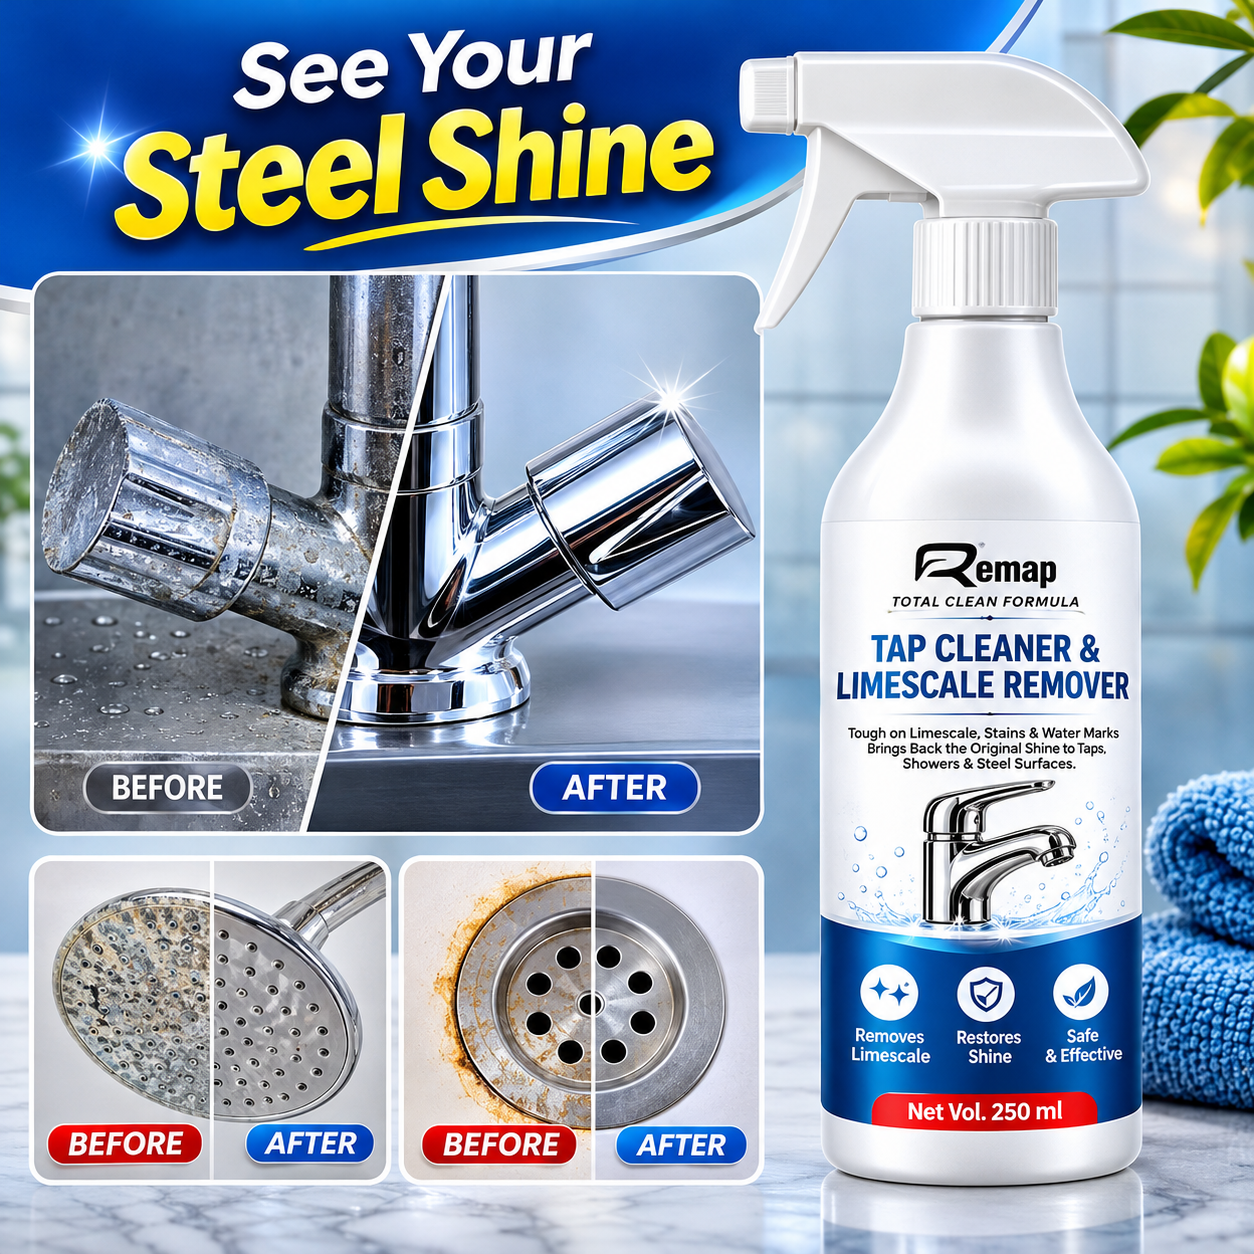 See Your
Steel Shine
BEFORE
AFTER
BEFORE
AFTER
BEFORE
AFTER
Remap
TOTAL CLEAN FORMULA
TAP CLEANER &
LIMESCALE REMOVER
Tough on Limescale, Stains & Water Marks
Brings Back the Original Shine to Taps,
Showers & Steel Surfaces.
Removes
Limescale
Restores
Shine
Safe
& Effective
Net Vol. 250 ml